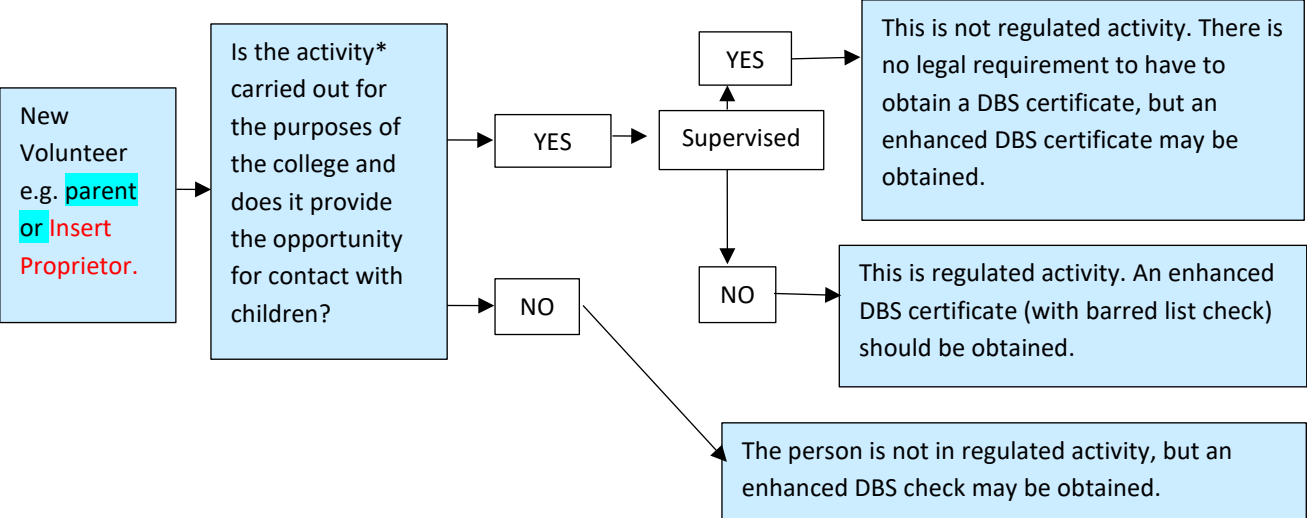 New
Volunteer
e.g. parent
or Insert
Proprietor.
Is the activity*
carried out for
the purposes of
the college and
does it provide
the opportunity
for contact with
children?
YES
NO
Supervised
YES
NO
This is not regulated activity. There is
no legal requirement to have to
obtain a DBS certificate, but an
enhanced DBS certificate may be
obtained.
This is regulated activity. An enhanced
DBS certificate (with barred list check)
should be obtained.
The person is not in regulated activity, but an
enhanced DBS check may be obtained.